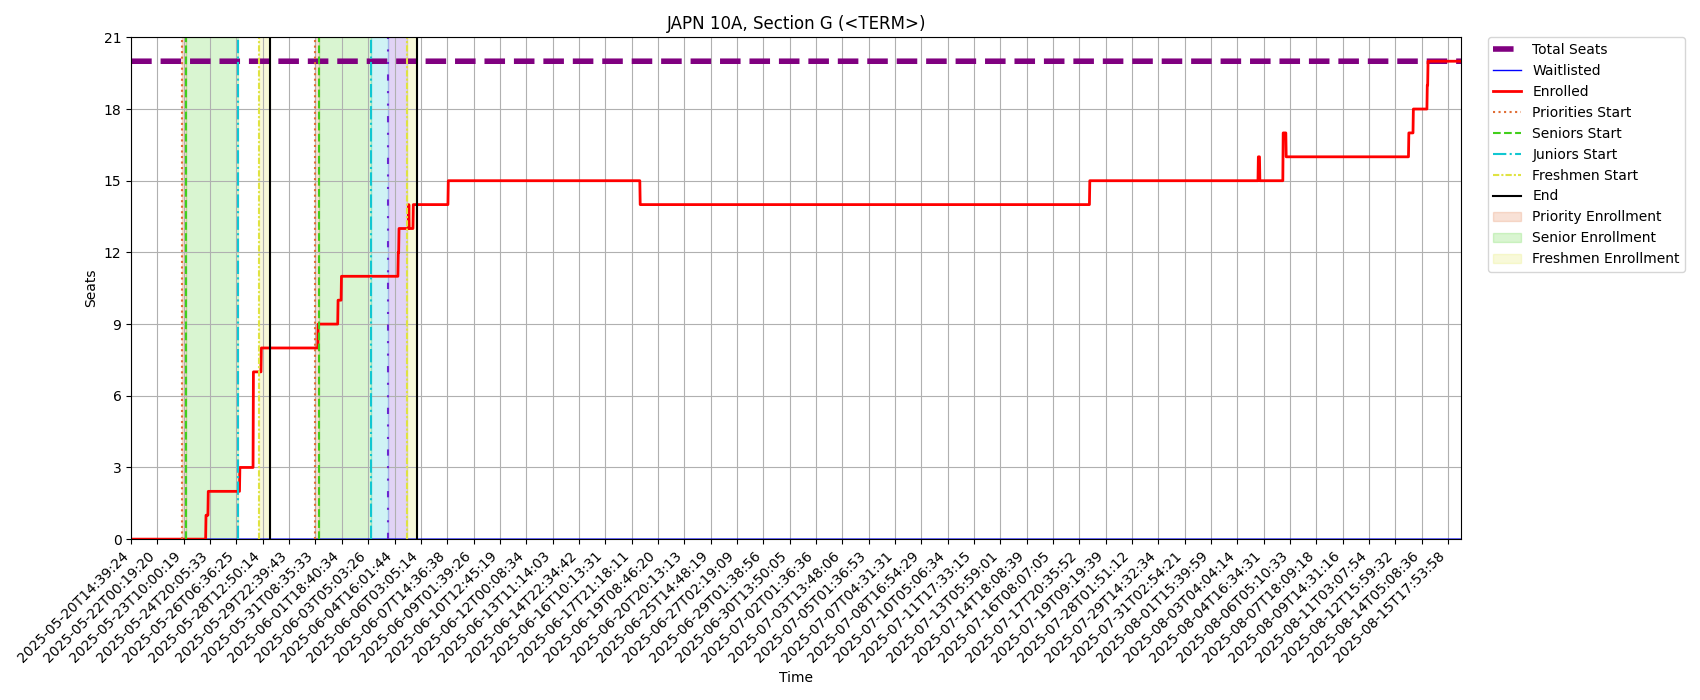 JAPN 10A, Section G (<TERM>)
21
18
15
12
9
6
3
0
Seats
2025-05-20T14:39:24
2025-05-22T00:19:20
2025-05-23T10:00:19
2025-05-24T20:05:33
2025-05-26T06:36:25
2025-05-28T12:50:14
2025-05-29T22:39:43
2025-05-31T08:35:33
2025-06-01T18:40:34
2025-06-03T05:03:26
2025-06-04T16:01:44
2025-06-06T03:05:14
2025-06-07T14:36:38
2025-06-09T01:39:26
2025-06-10T12:45:19
2025-06-12T00:08:34
2025-06-13T11:14:03
2025-06-14T22:34:42
2025-06-16T10:13:31
2025-06-17T21:18:11
2025-06-19T08:46:20
2025-06-20T20:13:13
2025-06-25T14:48:19
2025-06-27T02:19:09
2025-06-29T01:38:56
2025-06-30T13:50:05
2025-07-02T01:36:36
2025-07-03T13:48:06
2025-07-05T01:36:53
2025-07-07T04:31:31
2025-07-08T16:54:29
2025-07-10T05:06:34
2025-07-11T17:33:15
2025-07-13T05:59:01
2025-07-14T18:08:39
2025-07-16T08:07:05
2025-07-17T20:35:52
2025-07-19T09:19:39
2025-07-28T01:51:12
2025-07-29T14:32:34
2025-07-31T02:54:21
2025-08-01T15:39:59
2025-08-03T04:04:14
2025-08-04T16:34:31
2025-08-06T05:10:33
2025-08-07T18:09:18
2025-08-09T14:31:16
2025-08-11T03:07:54
2025-08-12T15:59:32
2025-08-14T05:08:36
2025-08-15T17:53:58
Time
Total Seats
Waitlisted
Enrolled
Priorities Start
Seniors Start
Juniors Start
Freshmen Start
End
Priority Enrollment
Senior Enrollment
Freshmen Enrollment